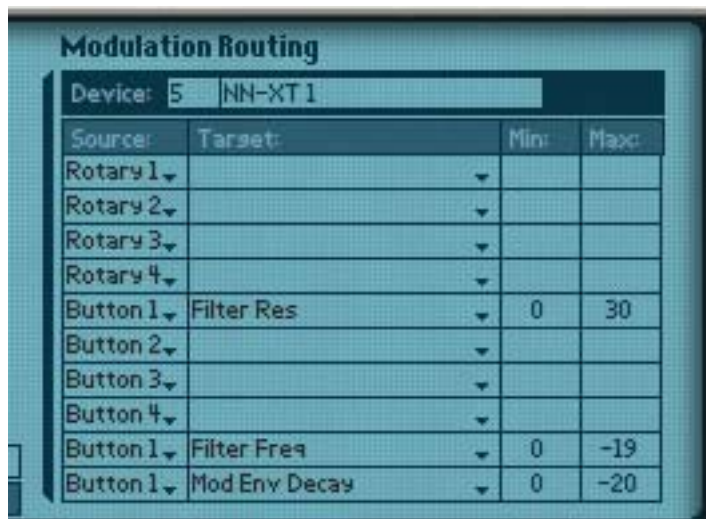 Modulation Routing
Device: 5 NN-XT 1
Source: Target: Min: Max:
Rotary 1
Rotary 2
Rotary 3
Rotary 4
Button 1 Filter Res 0 30
Button 2
Button 3
Button 4
Button 1 Filter Freq 0 -19
Button 1 Mod Env Decay 0 -20